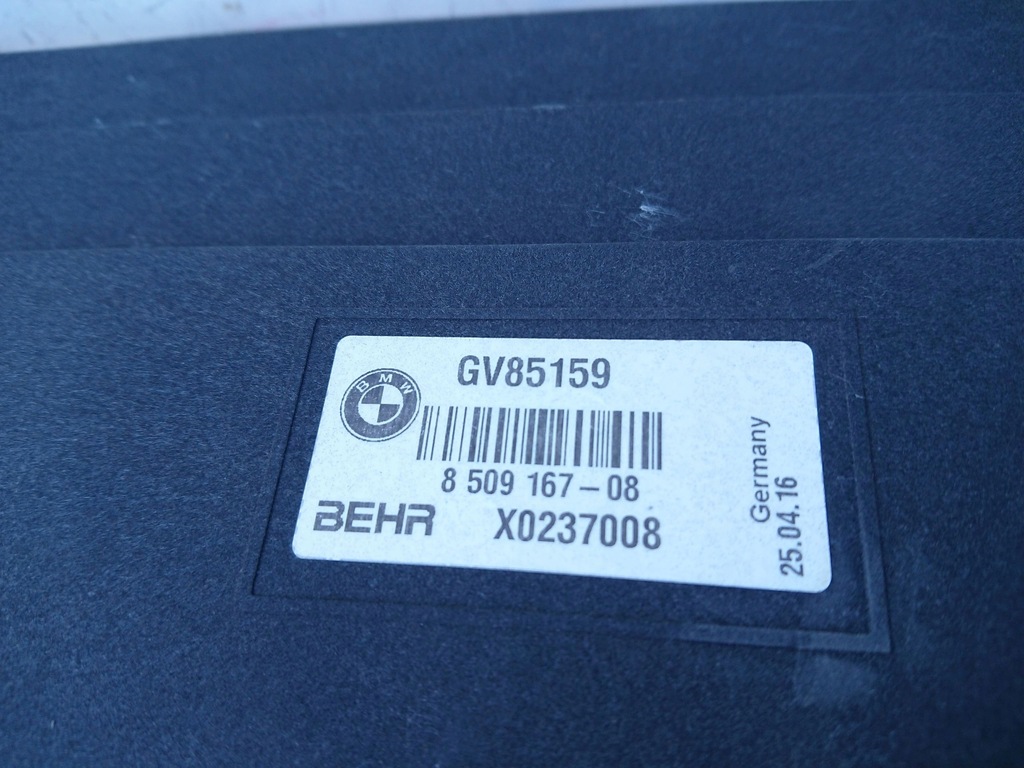 GV85159
BMW
8 509 167-08
BEHR
X0237008
Germany
25.04.16